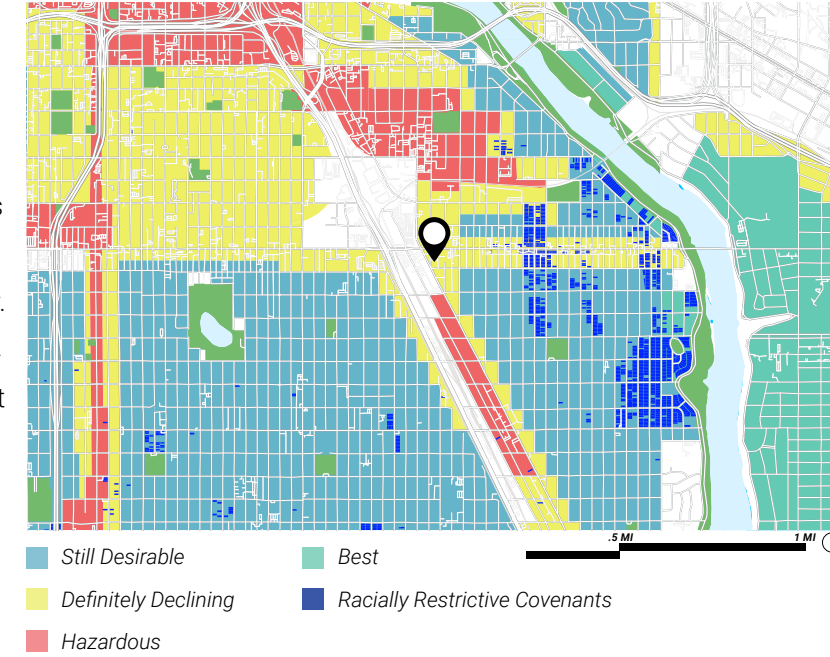 s
.
t
.5 MI
1 MI
Still Desirable
Best
Definitely Declining
Racially Restrictive Covenants
Hazardous